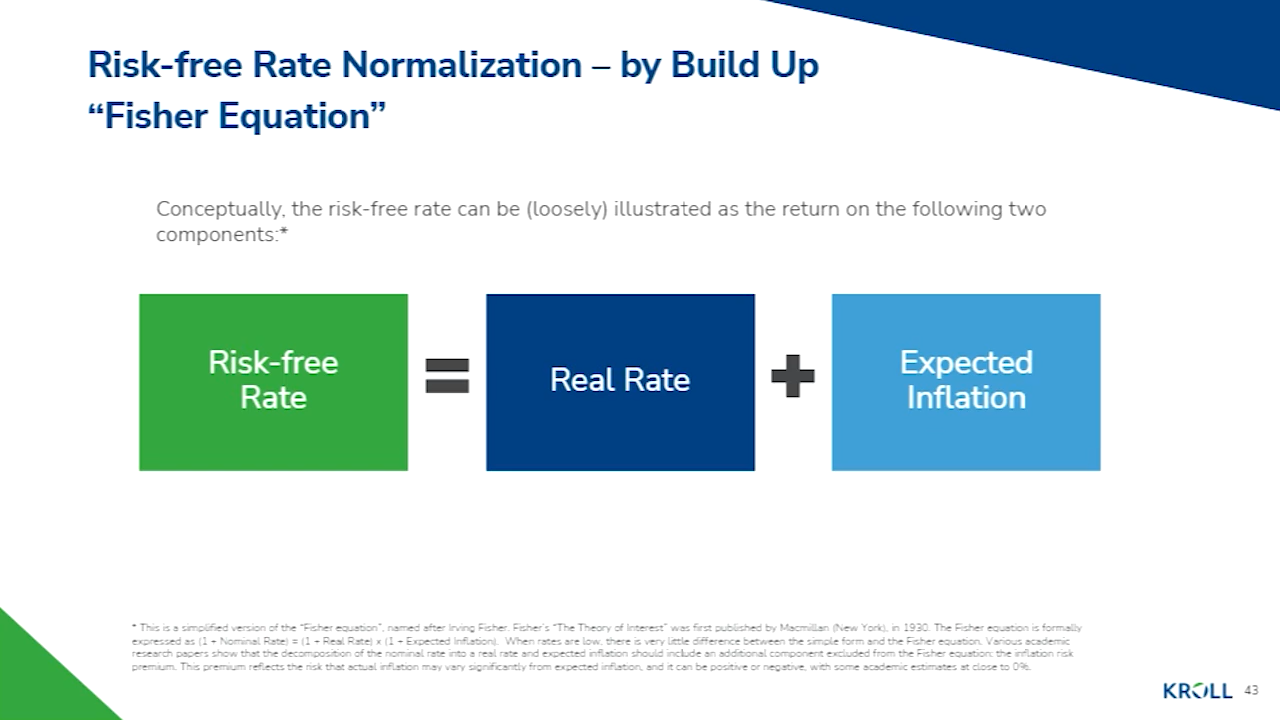 Risk-free Rate Normalization – by Build Up
“Fisher Equation”
Conceptually, the risk-free rate can be (loosely) illustrated as the return on the following two
components:*
Risk-free
Rate
=
Real Rate
+
Expected
Inflation
* This is a simplified version of the “Fisher equation”, named after Irving Fisher. Fisher’s “The Theory of Interest” was first published by Macmillan (New York), in 1930. The Fisher equation is formally
expressed as (1 + Nominal Rate) = (1 + Real Rate) x (1 + Expected Inflation).  When rates are low, there is very little difference between the simple form and the Fisher equation. Various academic
research papers show that the decomposition of the nominal rate into a real rate and expected inflation should include an additional component excluded from the Fisher equation: the inflation risk
premium. This premium reflects the risk that actual inflation may vary significantly from expected inflation, and it can be positive or negative, with some academic estimates at close to 0%.
KROLL 43